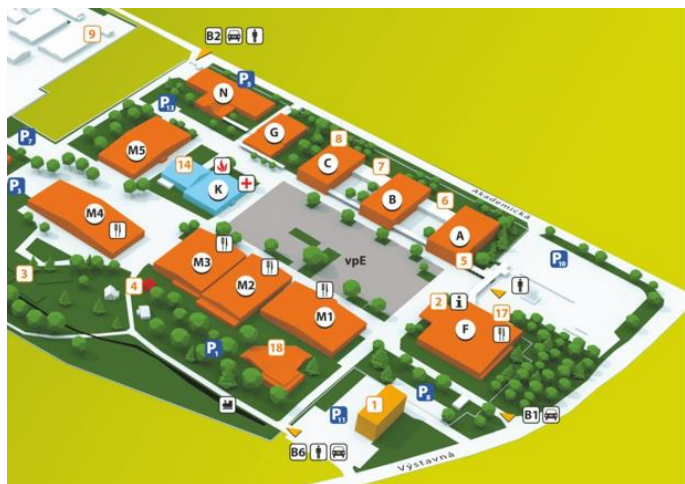 9
B2
N
P5
P13
G
8
M5
C
7
P7
14
K
B
6
Akademická
P3
M4
A
vpE
5
P10
M3
3
4
M2
2
i
17
M1
F
P1
18
1
P8
P11
B1
B6
Výstavná